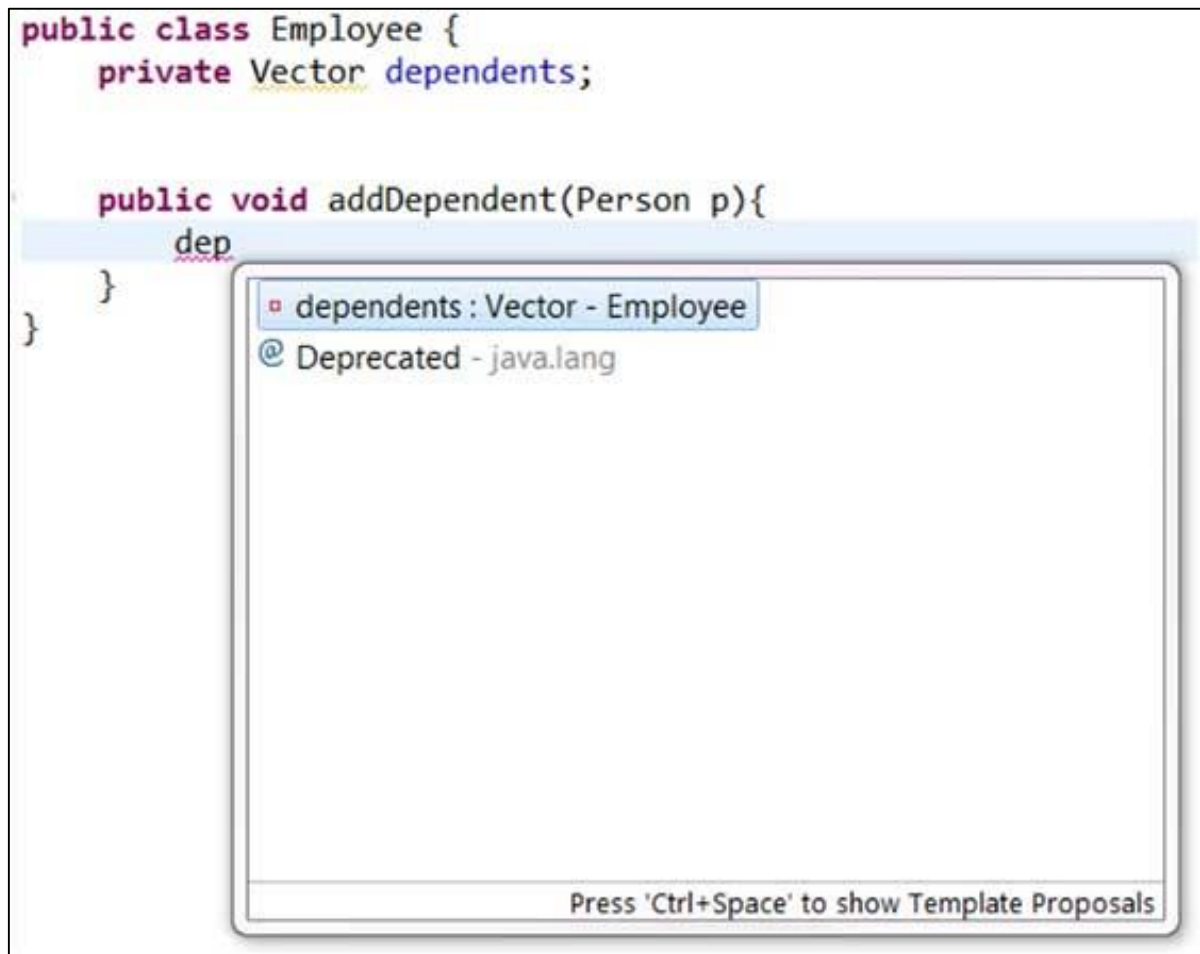 public class Employee {
private Vector dependents;
public void addDependent(Person p){
dep
}
}
dependents : Vector - Employee
@ Deprecated - java.lang
Press 'Ctrl+Space' to show Template Proposals